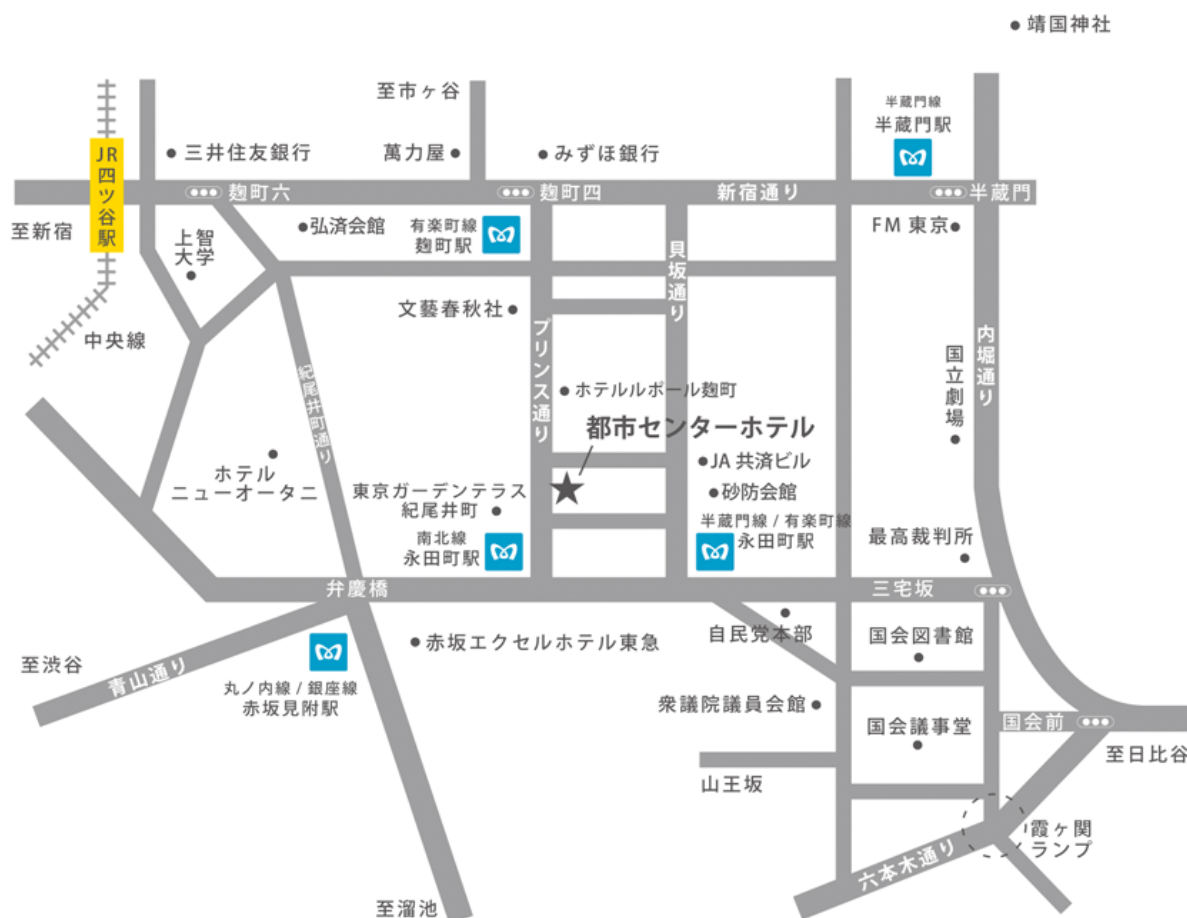 靖国神社
至市ヶ谷
半蔵門線
半蔵門駅
JR四ツ谷駅
三井住友銀行
萬力屋
みずほ銀行
麹町六
麹町四
新宿通り
半蔵門
至新宿
上智
大学
弘済会館
有楽町線
麹町駅
貝坂通り
FM 東京
中央線
文藝春秋社
プリンス通り
内堀通り
国立劇場
紀尾井町通り
ホテルルポール麹町
都市センターホテル
JA 共済ビル
砂防会館
ホテル
ニューオータニ
東京ガーデンテラス
紀尾井町
南北線
永田町駅
半蔵門線 / 有楽町線
永田町駅
最高裁判所
弁慶橋
三宅坂
至渋谷
青山通り
丸ノ内線 / 銀座線
赤坂見附駅
赤坂エクセルホテル東急
自民党本部
国会図書館
衆議院議員会館
国会議事堂
国会前
至日比谷
山王坂
霞ヶ関
ランプ
六本木通り
至溜池